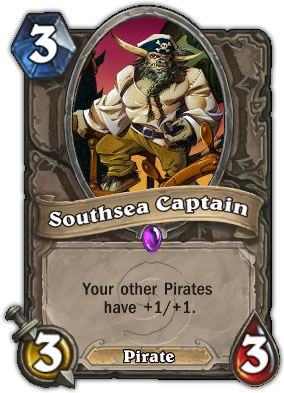 3
Southsea Captain
Your other Pirates
have +1/+1.
3
Pirate
3